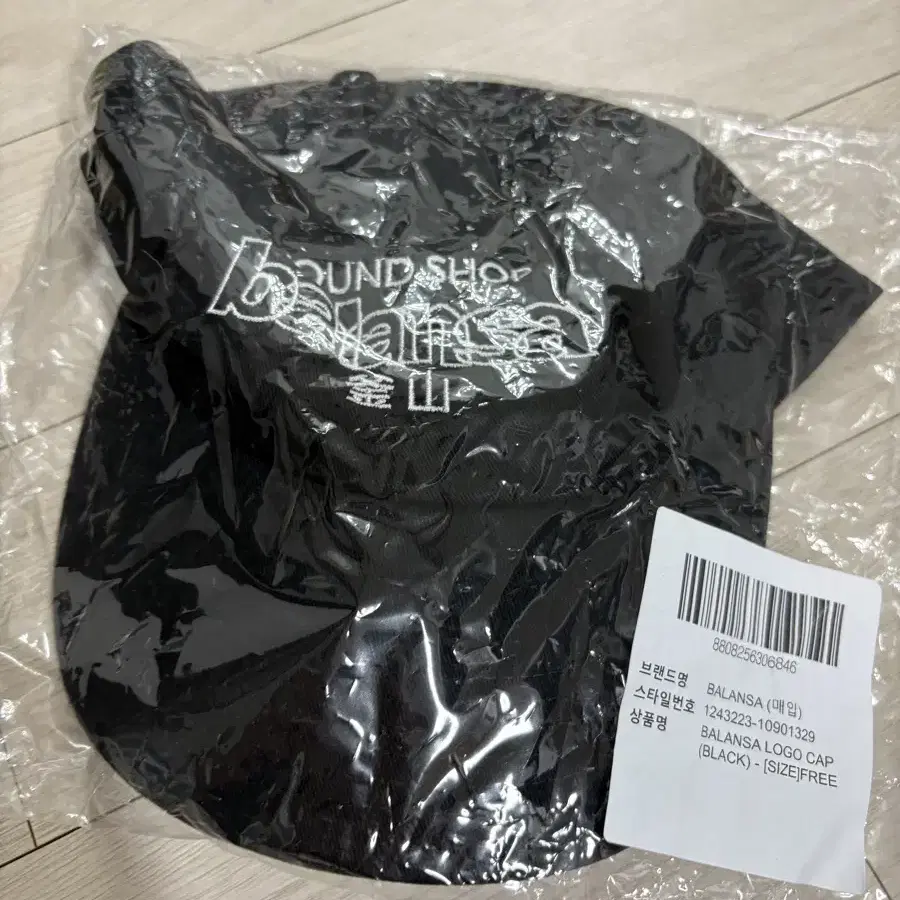 SOUND SHOP
balansa
釜山
8808256306846
브랜드명 BALANSA (매입)
스타일번호 1243223-10901329
상품명 BALANSA LOGO CAP
(BLACK) - [SIZE]FREE